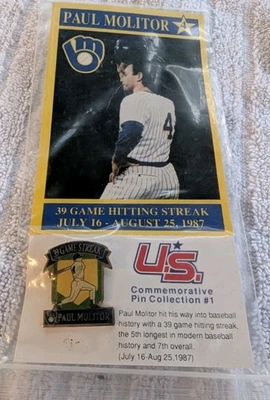 PAUL MOLITOR 4
4
39 GAME HITTING STREAK
JULY 16 - AUGUST 25, 1987
39 GAME STREAK
PAUL MOLITOR
U.S.
Commemorative
Pin Collection #1
Paul Molitor hit his way into baseball
history with a 39 game hitting streak,
the 5th longest in modern baseball
history and 7th overall.
(July 16-Aug 25,1987)